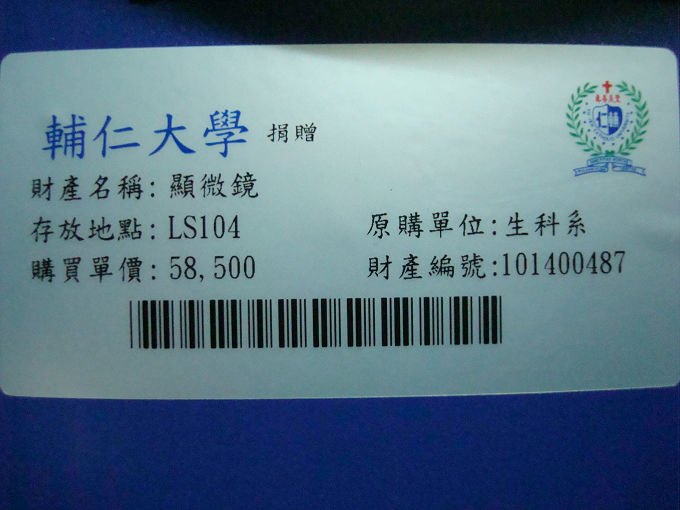 輔仁大學 捐贈
財產名稱: 顯微鏡
存放地點: LS104 原購單位:生科系
購買單價: 58,500 財產編號:101400487